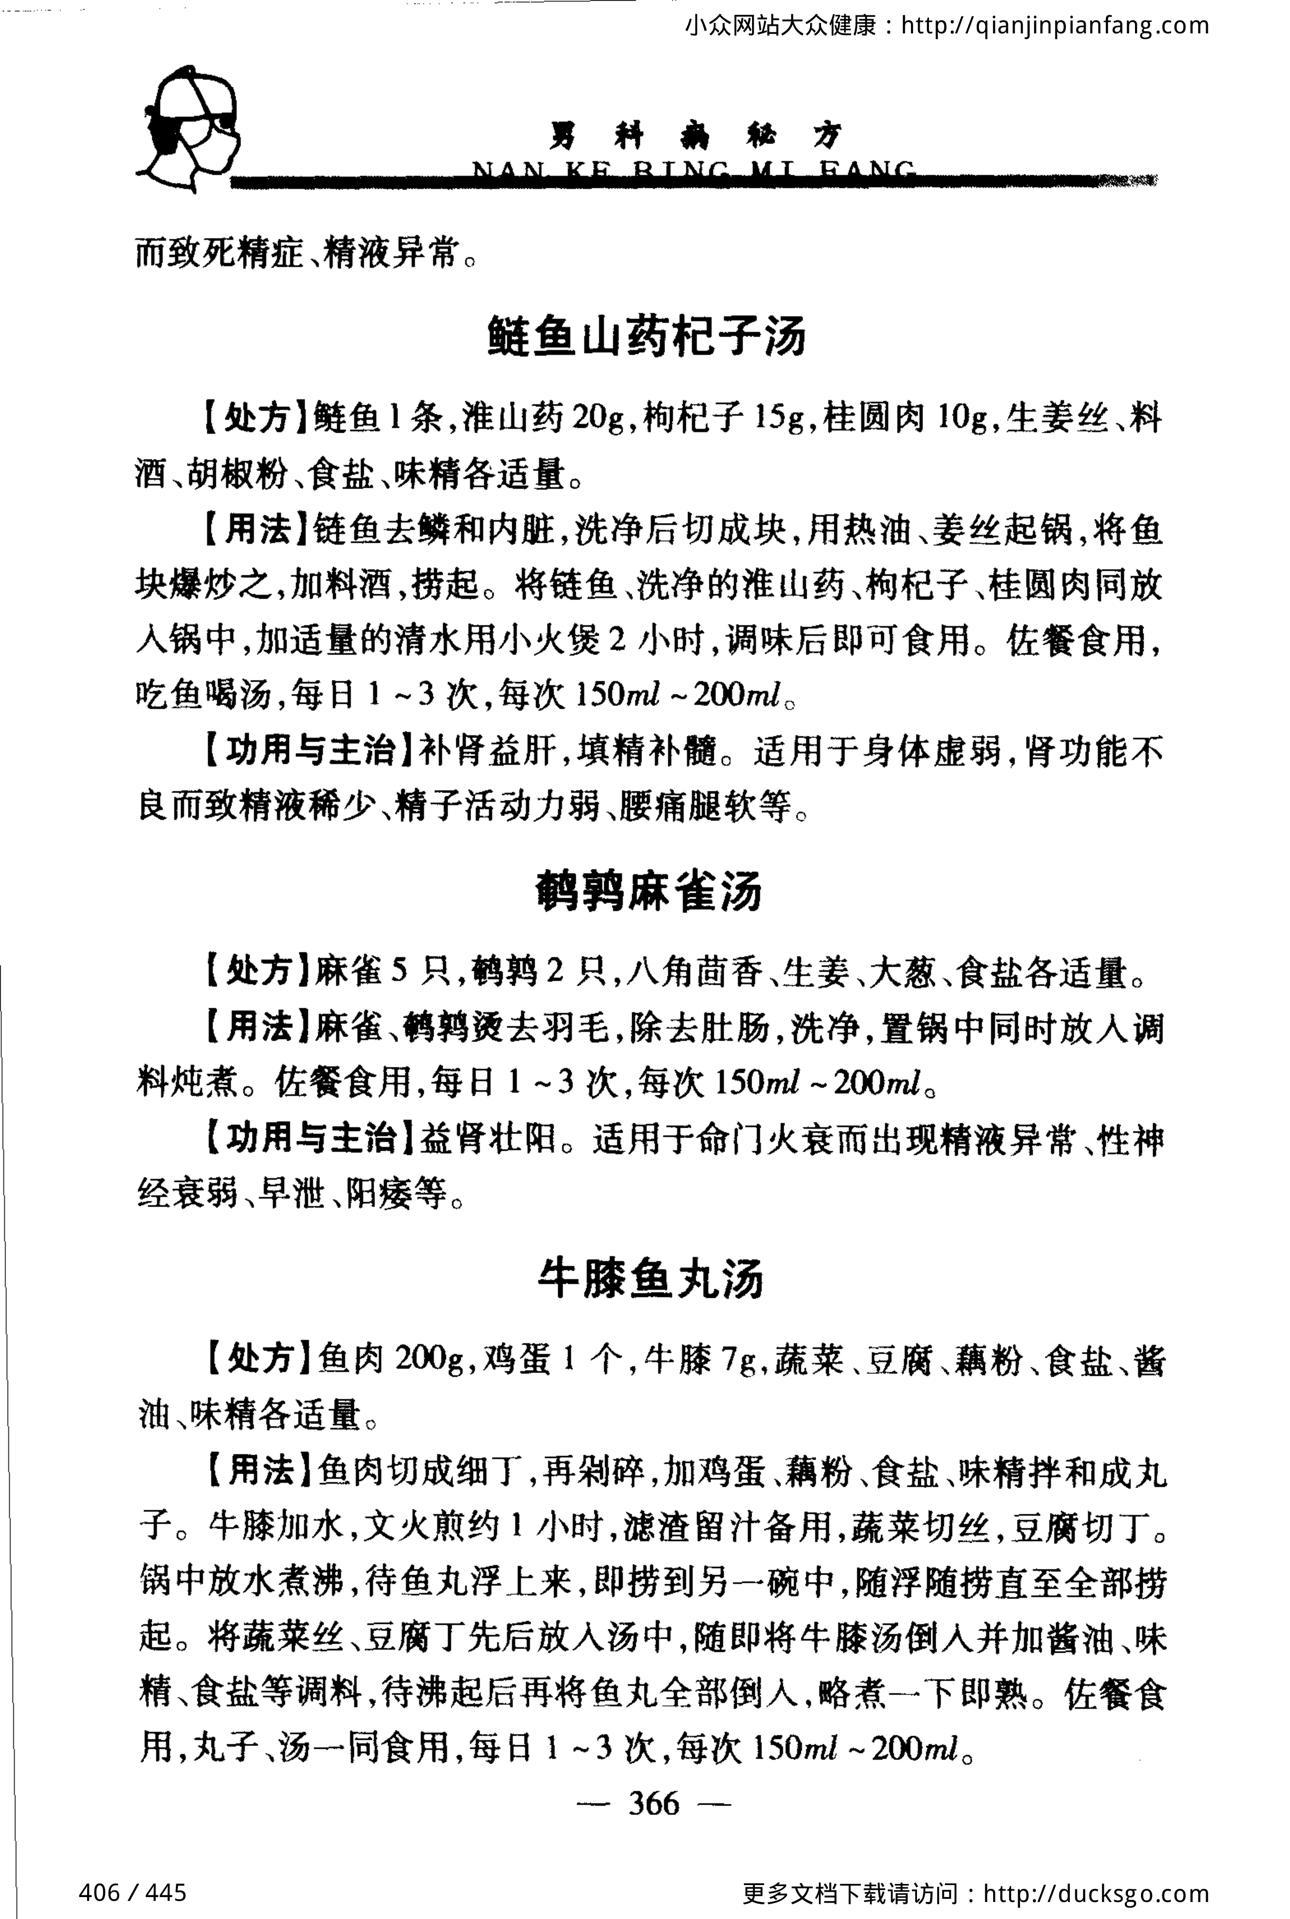 小众网站大众健康：http://qianjinpianfang.com
男科病秘方
NAN KE BING MI FANG
而致死精症、精液异常。
鲢鱼山药杞子汤
【处方】鲢鱼1条,淮山药20g,枸杞子15g,桂圆肉10g,生姜丝、料
酒、胡椒粉、食盐、味精各适量。
【用法】鲢鱼去鳞和内脏,洗净后切成块,用热油、姜丝起锅,将鱼
块爆炒之,加料酒,捞起。将鲢鱼、洗净的淮山药、枸杞子、桂圆肉同放
入锅中,加适量的清水用小火煲2小时,调味后即可食用。佐餐食用,
吃鱼喝汤,每日1~3次,每次150ml~200ml。
【功用与主治】补肾益肝,填精补髓。适用于身体虚弱,肾功能不
良而致精液稀少、精子活动力弱、腰痛腿软等。
鹌鹑麻雀汤
【处方】麻雀5只,鹌鹑2只,八角茴香、生姜、大葱、食盐各适量。
【用法】麻雀、鹌鹑烫去羽毛,除去肚肠,洗净,置锅中同时放入调
料炖煮。佐餐食用,每日1~3次,每次150ml~200ml。
【功用与主治】益肾壮阳。适用于命门火衰而出现精液异常、性神
经衰弱、早泄、阳痿等。
牛膝鱼丸汤
【处方】鱼肉200g,鸡蛋1个,牛膝7g,蔬菜、豆腐、藕粉、食盐、酱
油、味精各适量。
【用法】鱼肉切成细丁,再剁碎,加鸡蛋、藕粉、食盐、味精拌和成丸
子。牛膝加水,文火煎约1小时,滤渣留汁备用,蔬菜切丝,豆腐切丁。
锅中放水煮沸,待鱼丸浮上来,即捞到另一碗中,随浮随捞直至全部捞
起。将蔬菜丝、豆腐丁先后放入汤中,随即将牛膝汤倒入并加酱油、味
精、食盐等调料,待沸起后再将鱼丸全部倒入,略煮一下即熟。佐餐食
用,丸子、汤一同食用,每日1~3次,每次150ml~200ml。
— 366 —
406 / 445
更多文档下载请访问：http://ducksgo.com